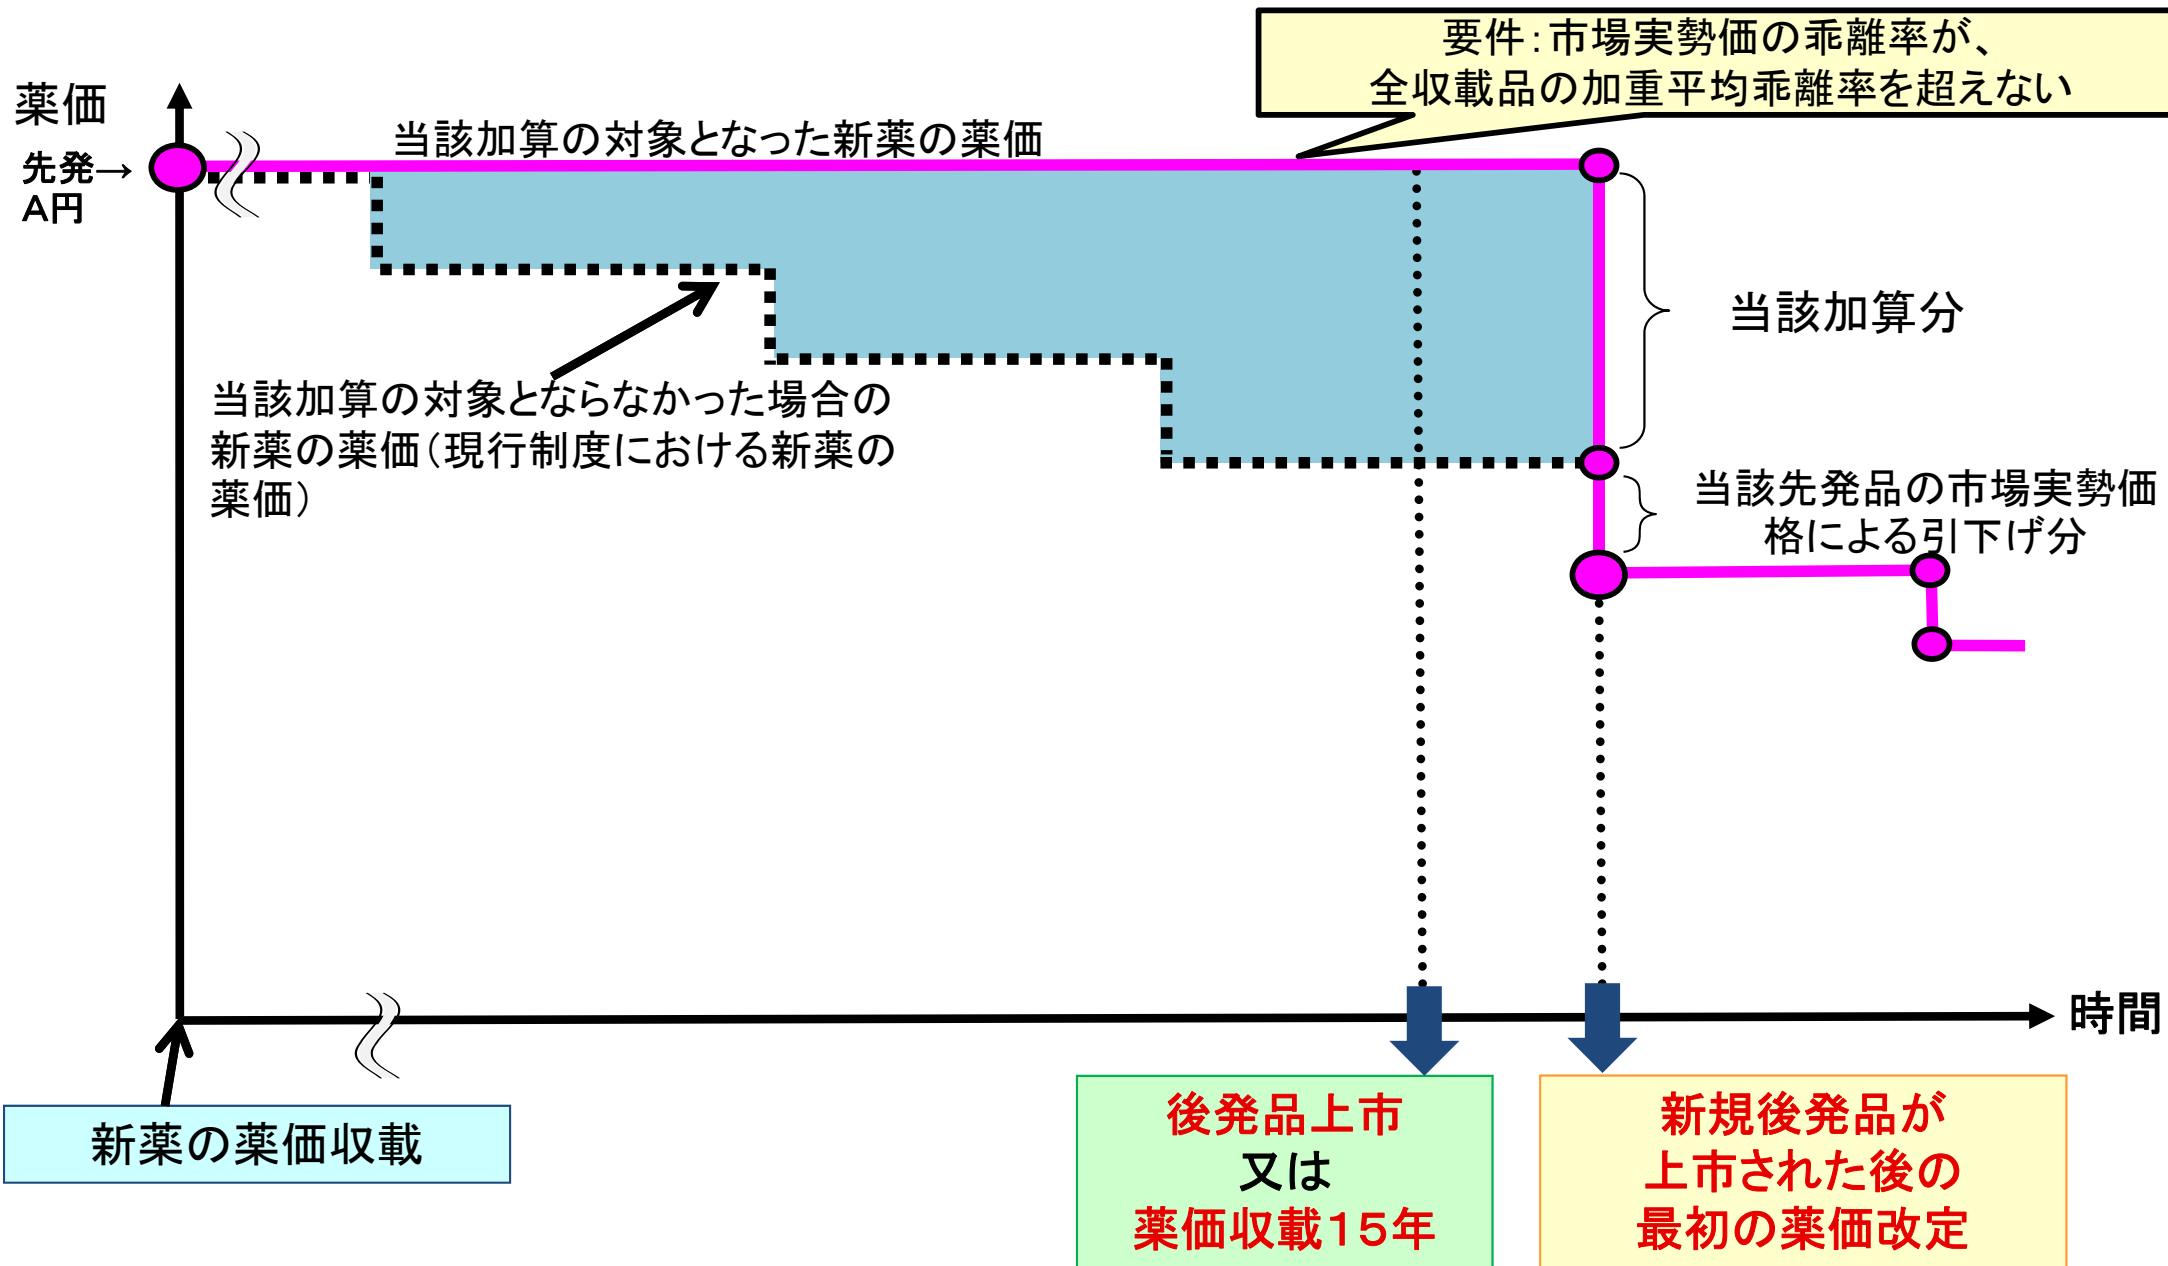 要件：市場実勢価の乖離率が、
全収載品の加重平均乖離率を超えない
薬価
当該加算の対象となった新薬の薬価
先発→
A円
当該加算分
当該加算の対象とならなかった場合の
新薬の薬価（現行制度における新薬の
薬価）
当該先発品の市場実勢価
格による引下げ分
時間
新薬の薬価収載
後発品上市
又は
薬価収載15年
新規後発品が
上市された後の
最初の薬価改定